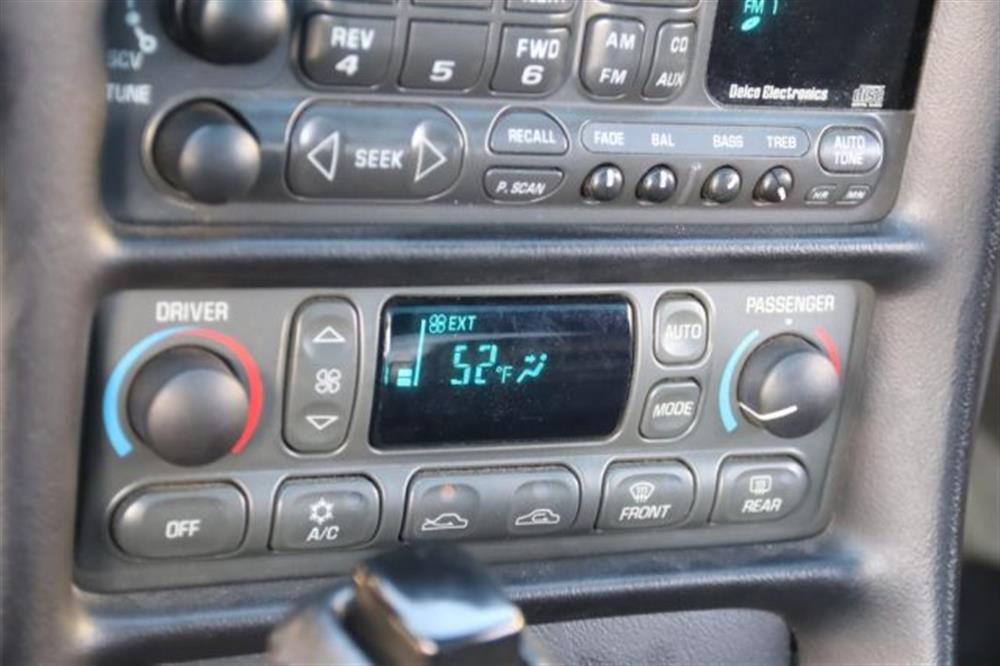 FM 1
SCV
TUNE
REV
4
5
FWD
6
AM
FM
CD
AUX
Delco Electronics
disc
SEEK
RECALL
P.SCAN
FADE BAL BASS TREB
AUTO
TONE
HR
MN
DRIVER
EXT
52°F
AUTO
MODE
PASSENGER
OFF
A/C
FRONT
REAR